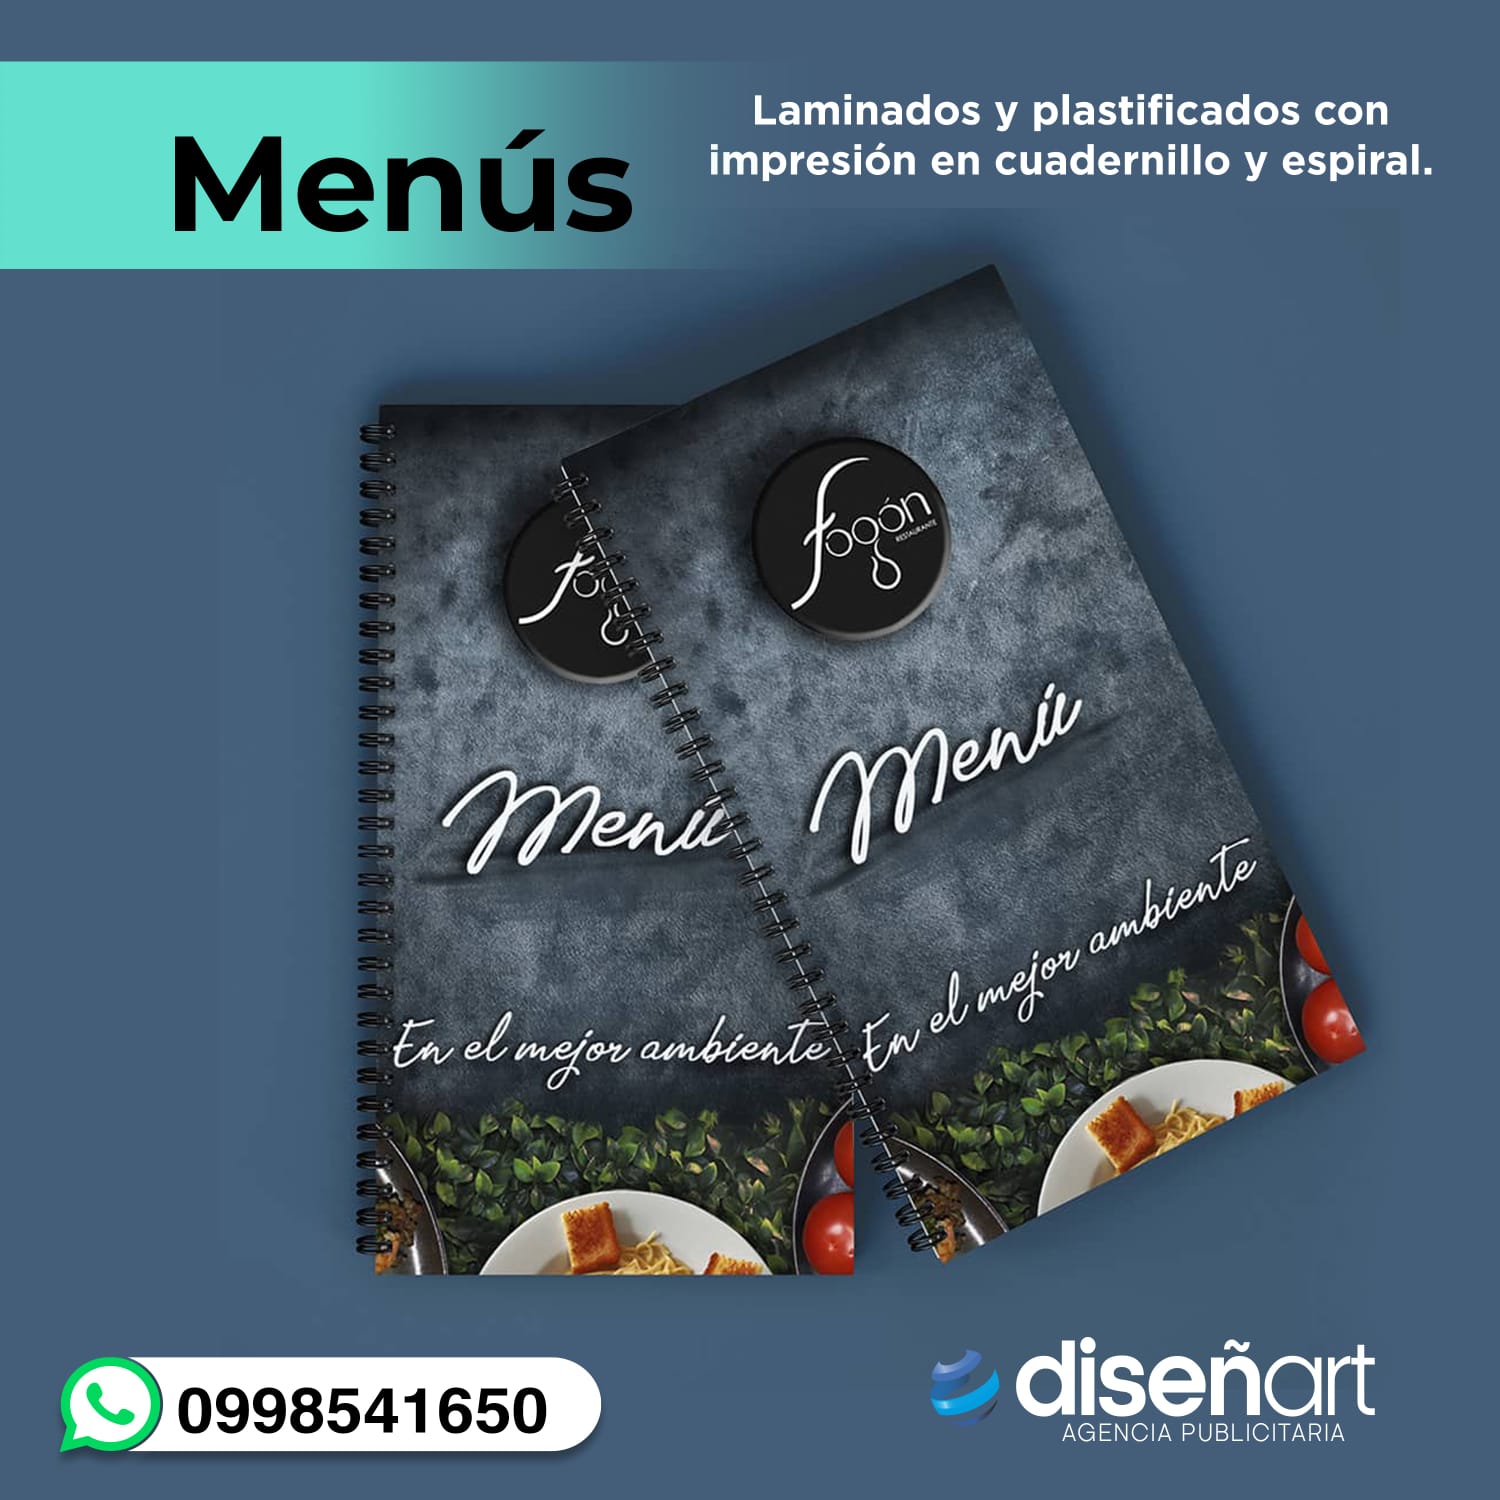 Menús
Laminados y plastificados con
impresión en cuadernillo y espiral.
fogón
RESTAURANTE
Menú
En el mejor ambiente
Menú
En el mejor ambiente
0998541650
diseñart
AGENCIA PUBLICITARIA